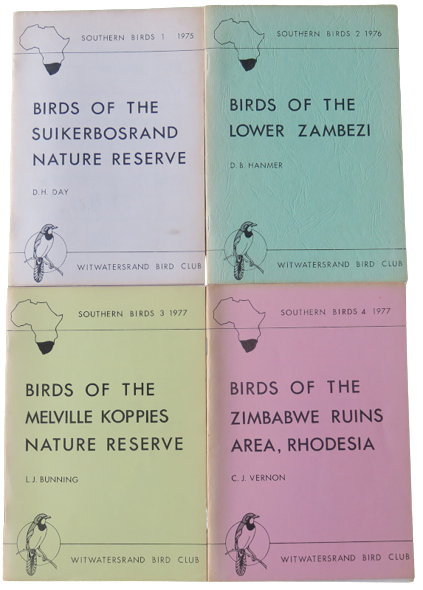 SOUTHERN BIRDS 1 1975
BIRDS OF THE
SUIKERBOSRAND
NATURE RESERVE
D.H. DAY
WITWATERSRAND BIRD CLUB
SOUTHERN BIRDS 2 1976
BIRDS OF THE
LOWER ZAMBEZI
D.B. HANMER
WITWATERSRAND BIRD CLUB
SOUTHERN BIRDS 3 1977
BIRDS OF THE
MELVILLE KOPPIES
NATURE RESERVE
L.J. BUNNING
WITWATERSRAND BIRD CLUB
SOUTHERN BIRDS 4 1977
BIRDS OF THE
ZIMBABWE RUINS
AREA, RHODESIA
C.J. VERNON
WITWATERSRAND BIRD CLUB